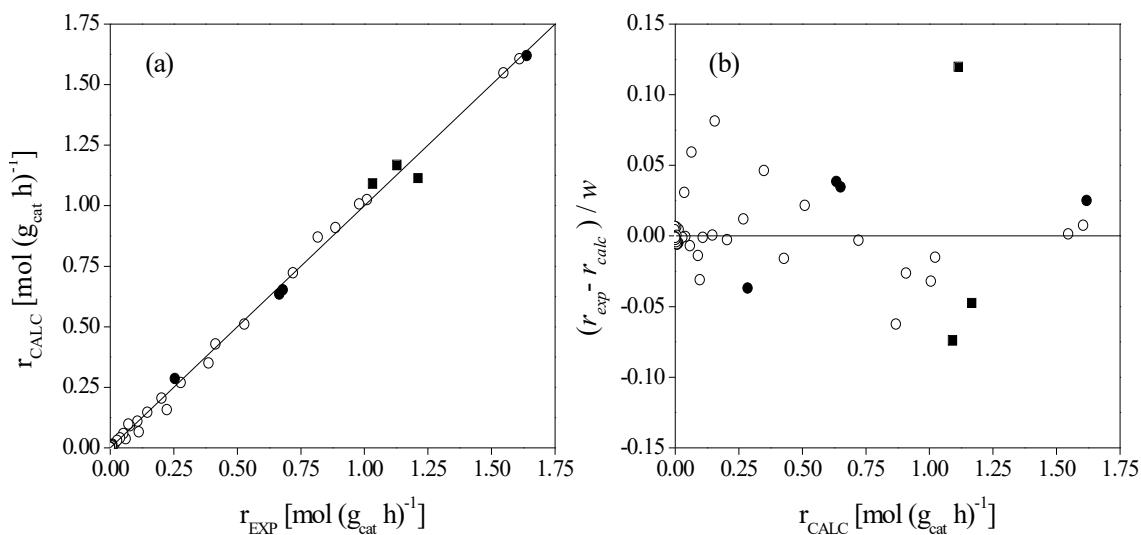 (a)
r_CALC [mol (g_cat h)^-1]
1.75
1.50
1.25
1.00
0.75
0.50
0.25
0.00
0.00 0.25 0.50 0.75 1.00 1.25 1.50 1.75
r_EXP [mol (g_cat h)^-1]
(b)
(r_exp- r_calc) / w
0.15
0.10
0.05
0.00
-0.05
-0.10
-0.15
0.00 0.25 0.50 0.75 1.00 1.25 1.50 1.75
r_CALC [mol (g_cat h)^-1]